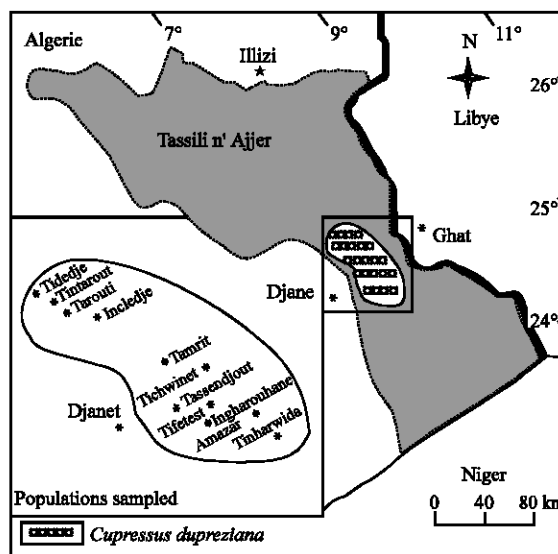 7° 9° 11°
Algerie
Illizi
N
26°
Libye
Tassili n' Ajjer
25°
Ghat
Djane
24°
Tidedje
Tintarout
Tarouti
Incledje
Tamrit
Tichwinet
Tassendjout
Djanet
Tifetest
Ingharouhane
Amazar
Tinharwida
Niger
Populations sampled
0 40 80 km
Cupressus dupreziana